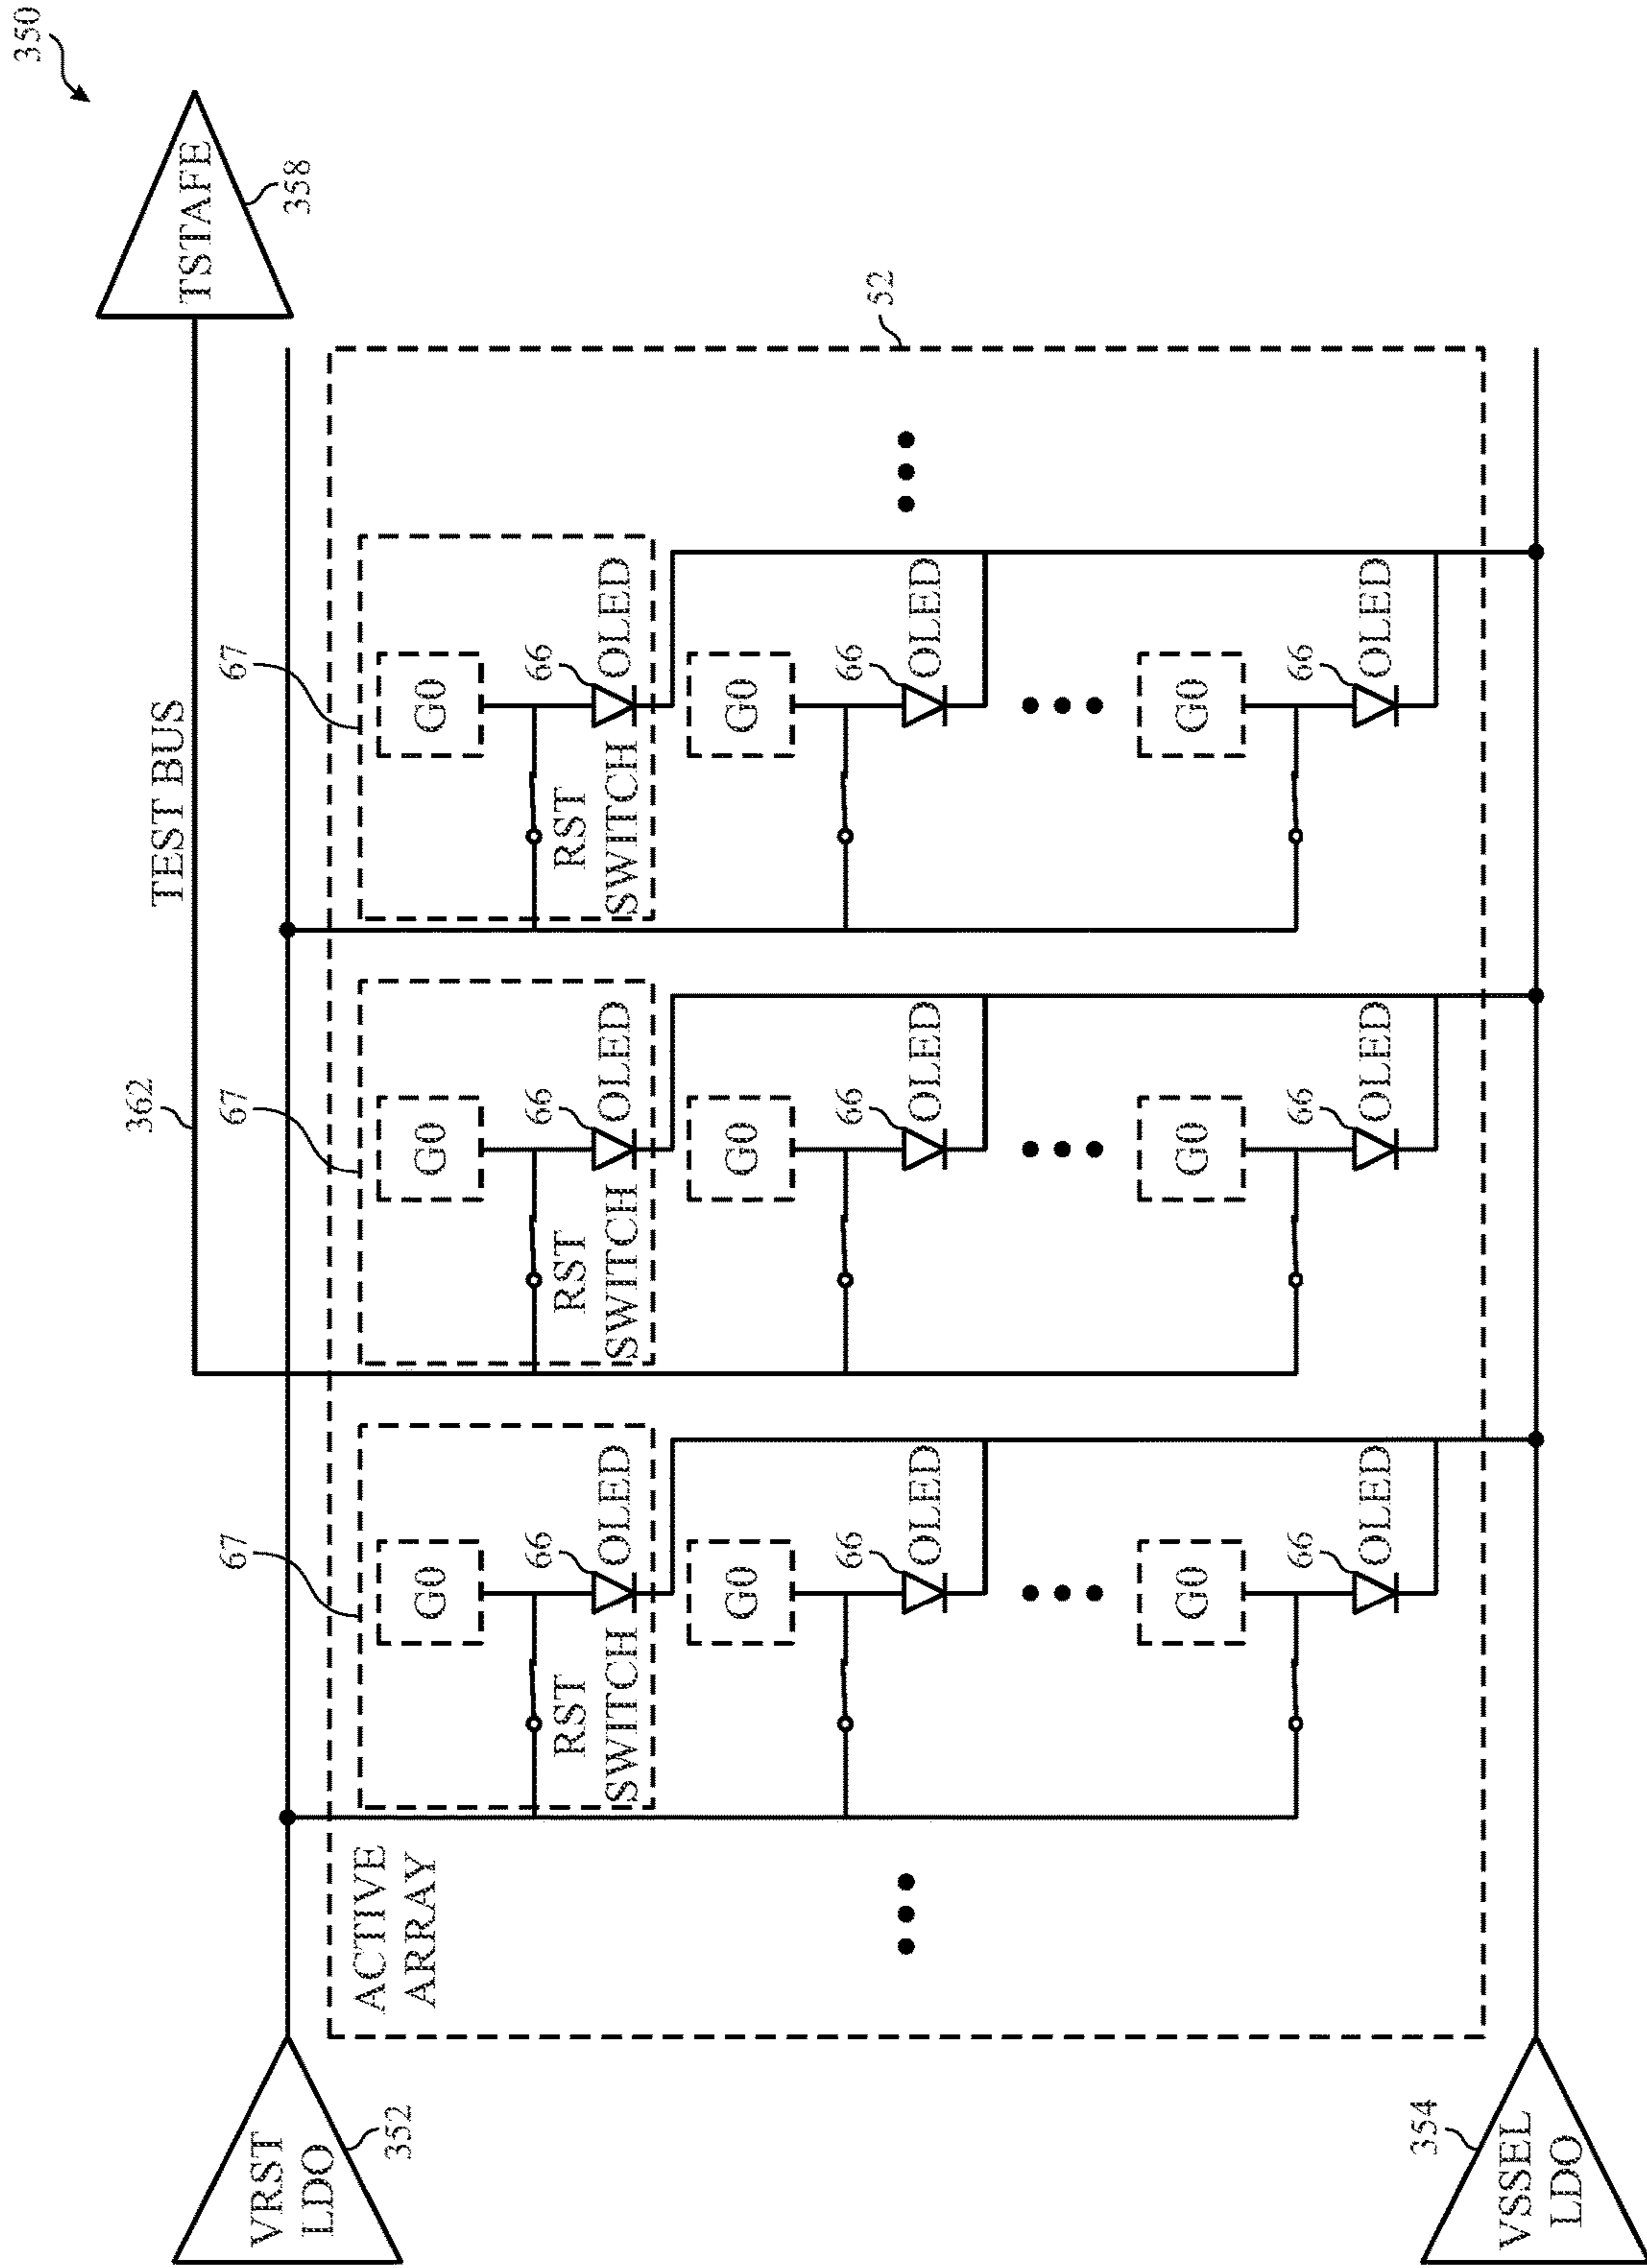 350
TEST BUS
362
TSTAFE
358
VRST
LDO
352
67
67
67
ACTIVE
ARRAY
52
G0
G0
G0
66
66
66
OLED
OLED
OLED
RST
SWITCH
RST
SWITCH
RST
SWITCH
G0
G0
G0
66
66
66
OLED
OLED
OLED
G0
G0
G0
66
66
66
OLED
OLED
OLED
354
VSSEL
LDO